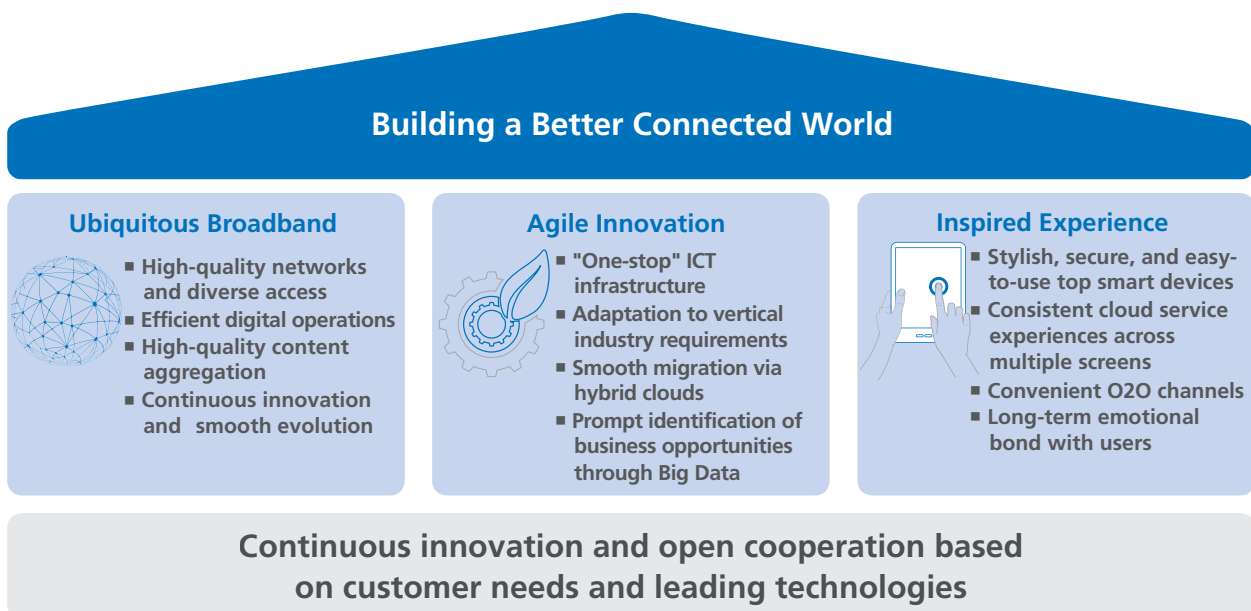 Building a Better Connected World
Ubiquitous Broadband
■ High-quality networks
and diverse access
■ Efficient digital operations
■ High-quality content
aggregation
■ Continuous innovation
and smooth evolution
Agile Innovation
■ "One-stop" ICT
infrastructure
■ Adaptation to vertical
industry requirements
■ Smooth migration via
hybrid clouds
■ Prompt identification of
business opportunities
through Big Data
Inspired Experience
■ Stylish, secure, and easy-
to-use top smart devices
■ Consistent cloud service
experiences across
multiple screens
■ Convenient O2O channels
■ Long-term emotional
bond with users
Continuous innovation and open cooperation based
on customer needs and leading technologies